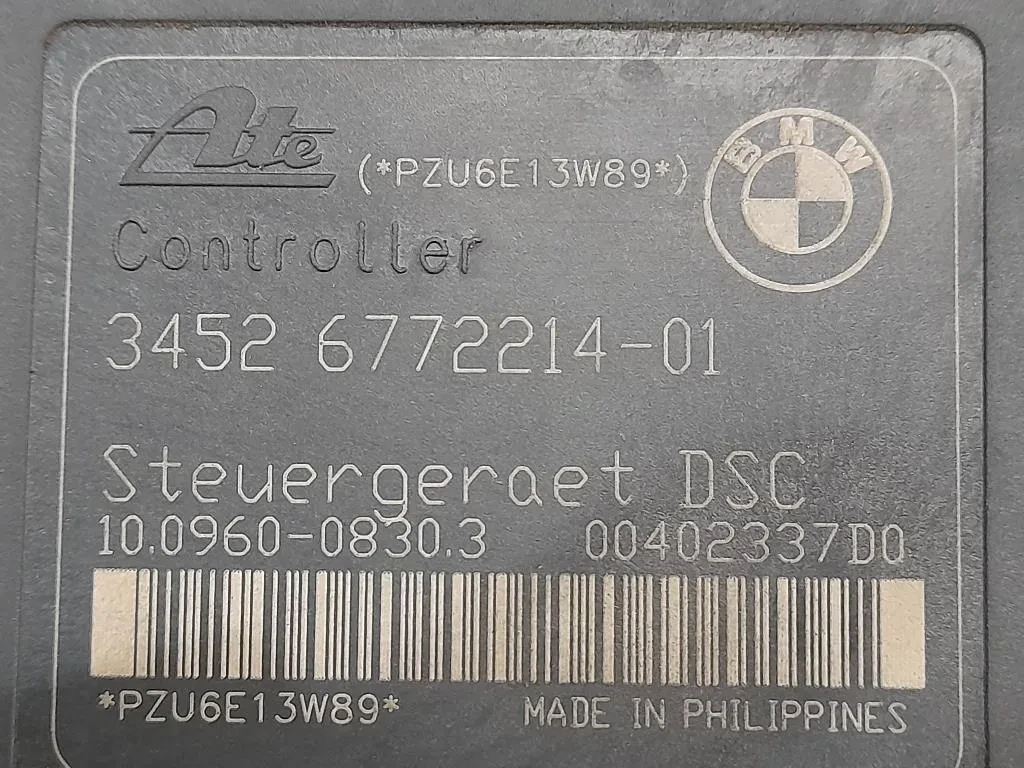 Ate (*PZU6E13W89*)
BMW
Controller
3452 6772214-01
Steuergeraet DSC
10.0960-0830.3 00402337D0
*PZU6E13W89* MADE IN PHILIPPINES